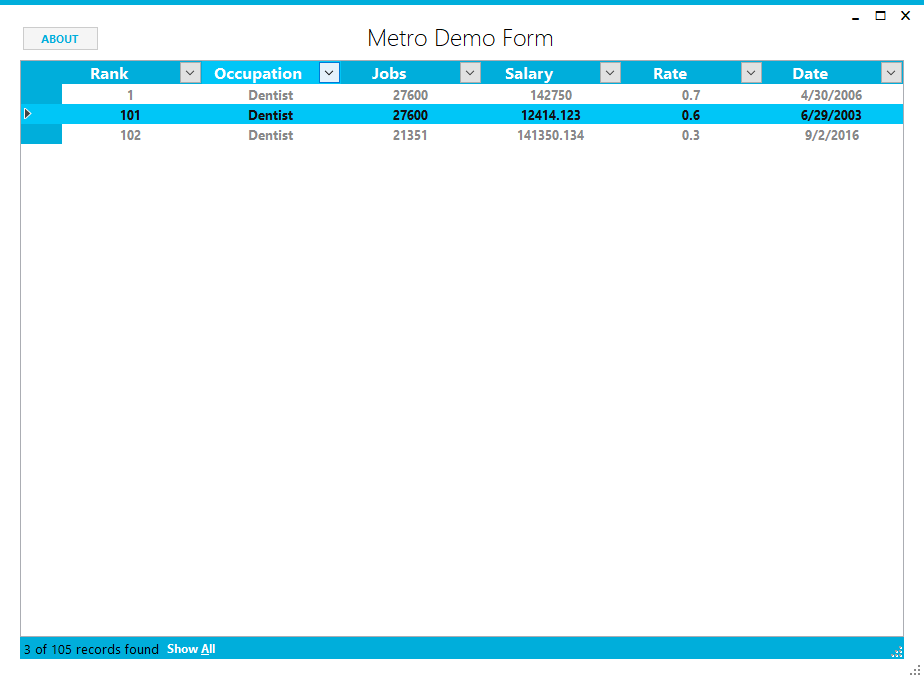 Metro Demo Form
ABOUT
Rank Occupation Jobs Salary Rate Date
1 Dentist 27600 142750 0.7 4/30/2006
101 Dentist 27600 12414.123 0.6 6/29/2003
102 Dentist 21351 141350.134 0.3 9/2/2016
3 of 105 records found Show All